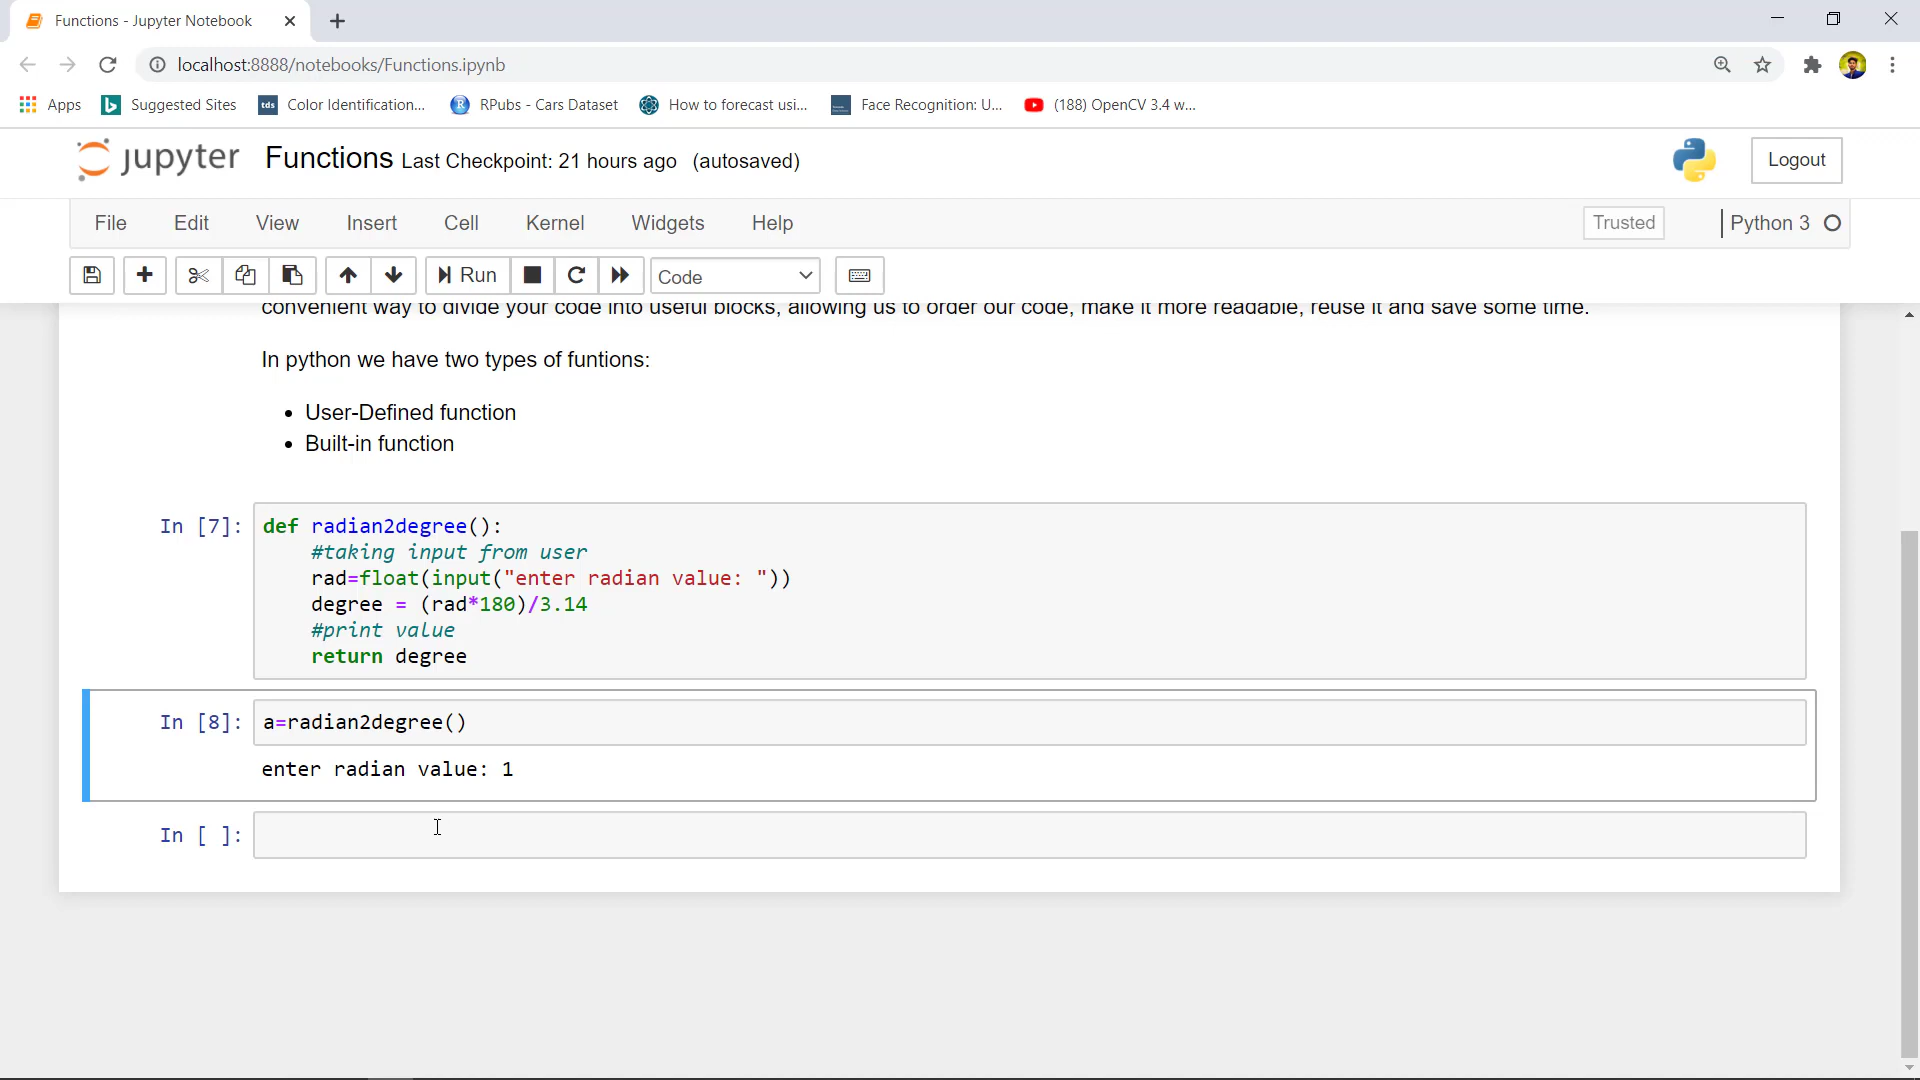 Functions - Jupyter Notebook
localhost:8888/notebooks/Functions.ipynb
Apps Suggested Sites tds Color Identification... R RPubs - Cars Dataset How to forecast usi... Face Recognition: U... (188) OpenCV 3.4 w...
jupyter Functions Last Checkpoint: 21 hours ago (autosaved) Logout
File Edit View Insert Cell Kernel Widgets Help Trusted Python 3
Run Code
convenient way to divide your code into useful blocks, allowing us to order our code, make it more readable, reuse it and save some time.
In python we have two types of funtions:
• User-Defined function
• Built-in function
In [7]: def radian2degree():
#taking input from user
rad=float(input("enter radian value: "))
degree = (rad*180)/3.14
#print value
return degree
In [8]: a=radian2degree()
enter radian value: 1
In [ ]: